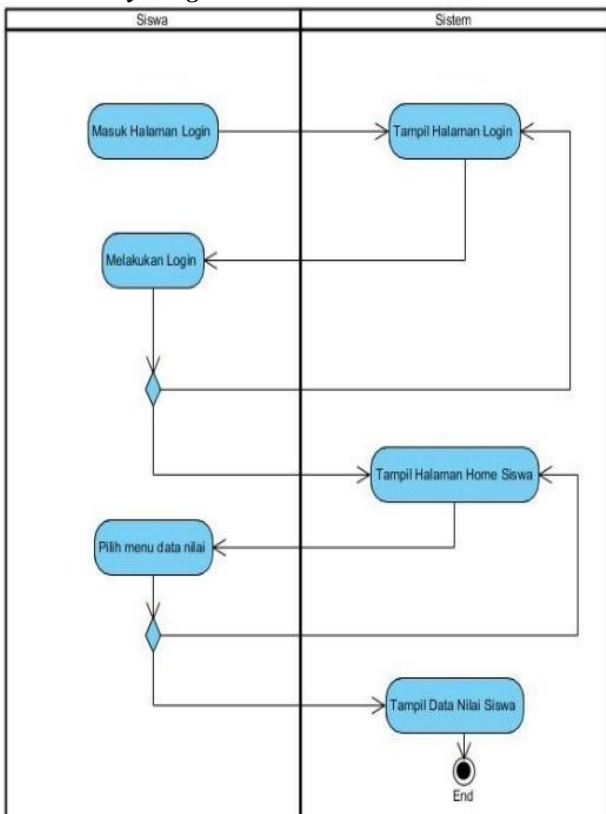 Siswa
Sistem
Masuk Halaman Login
Tampil Halaman Login
Melakukan Login
Tampil Halaman Home Siswa
Pilih menu data nilai
Tampil Data Nilai Siswa
End